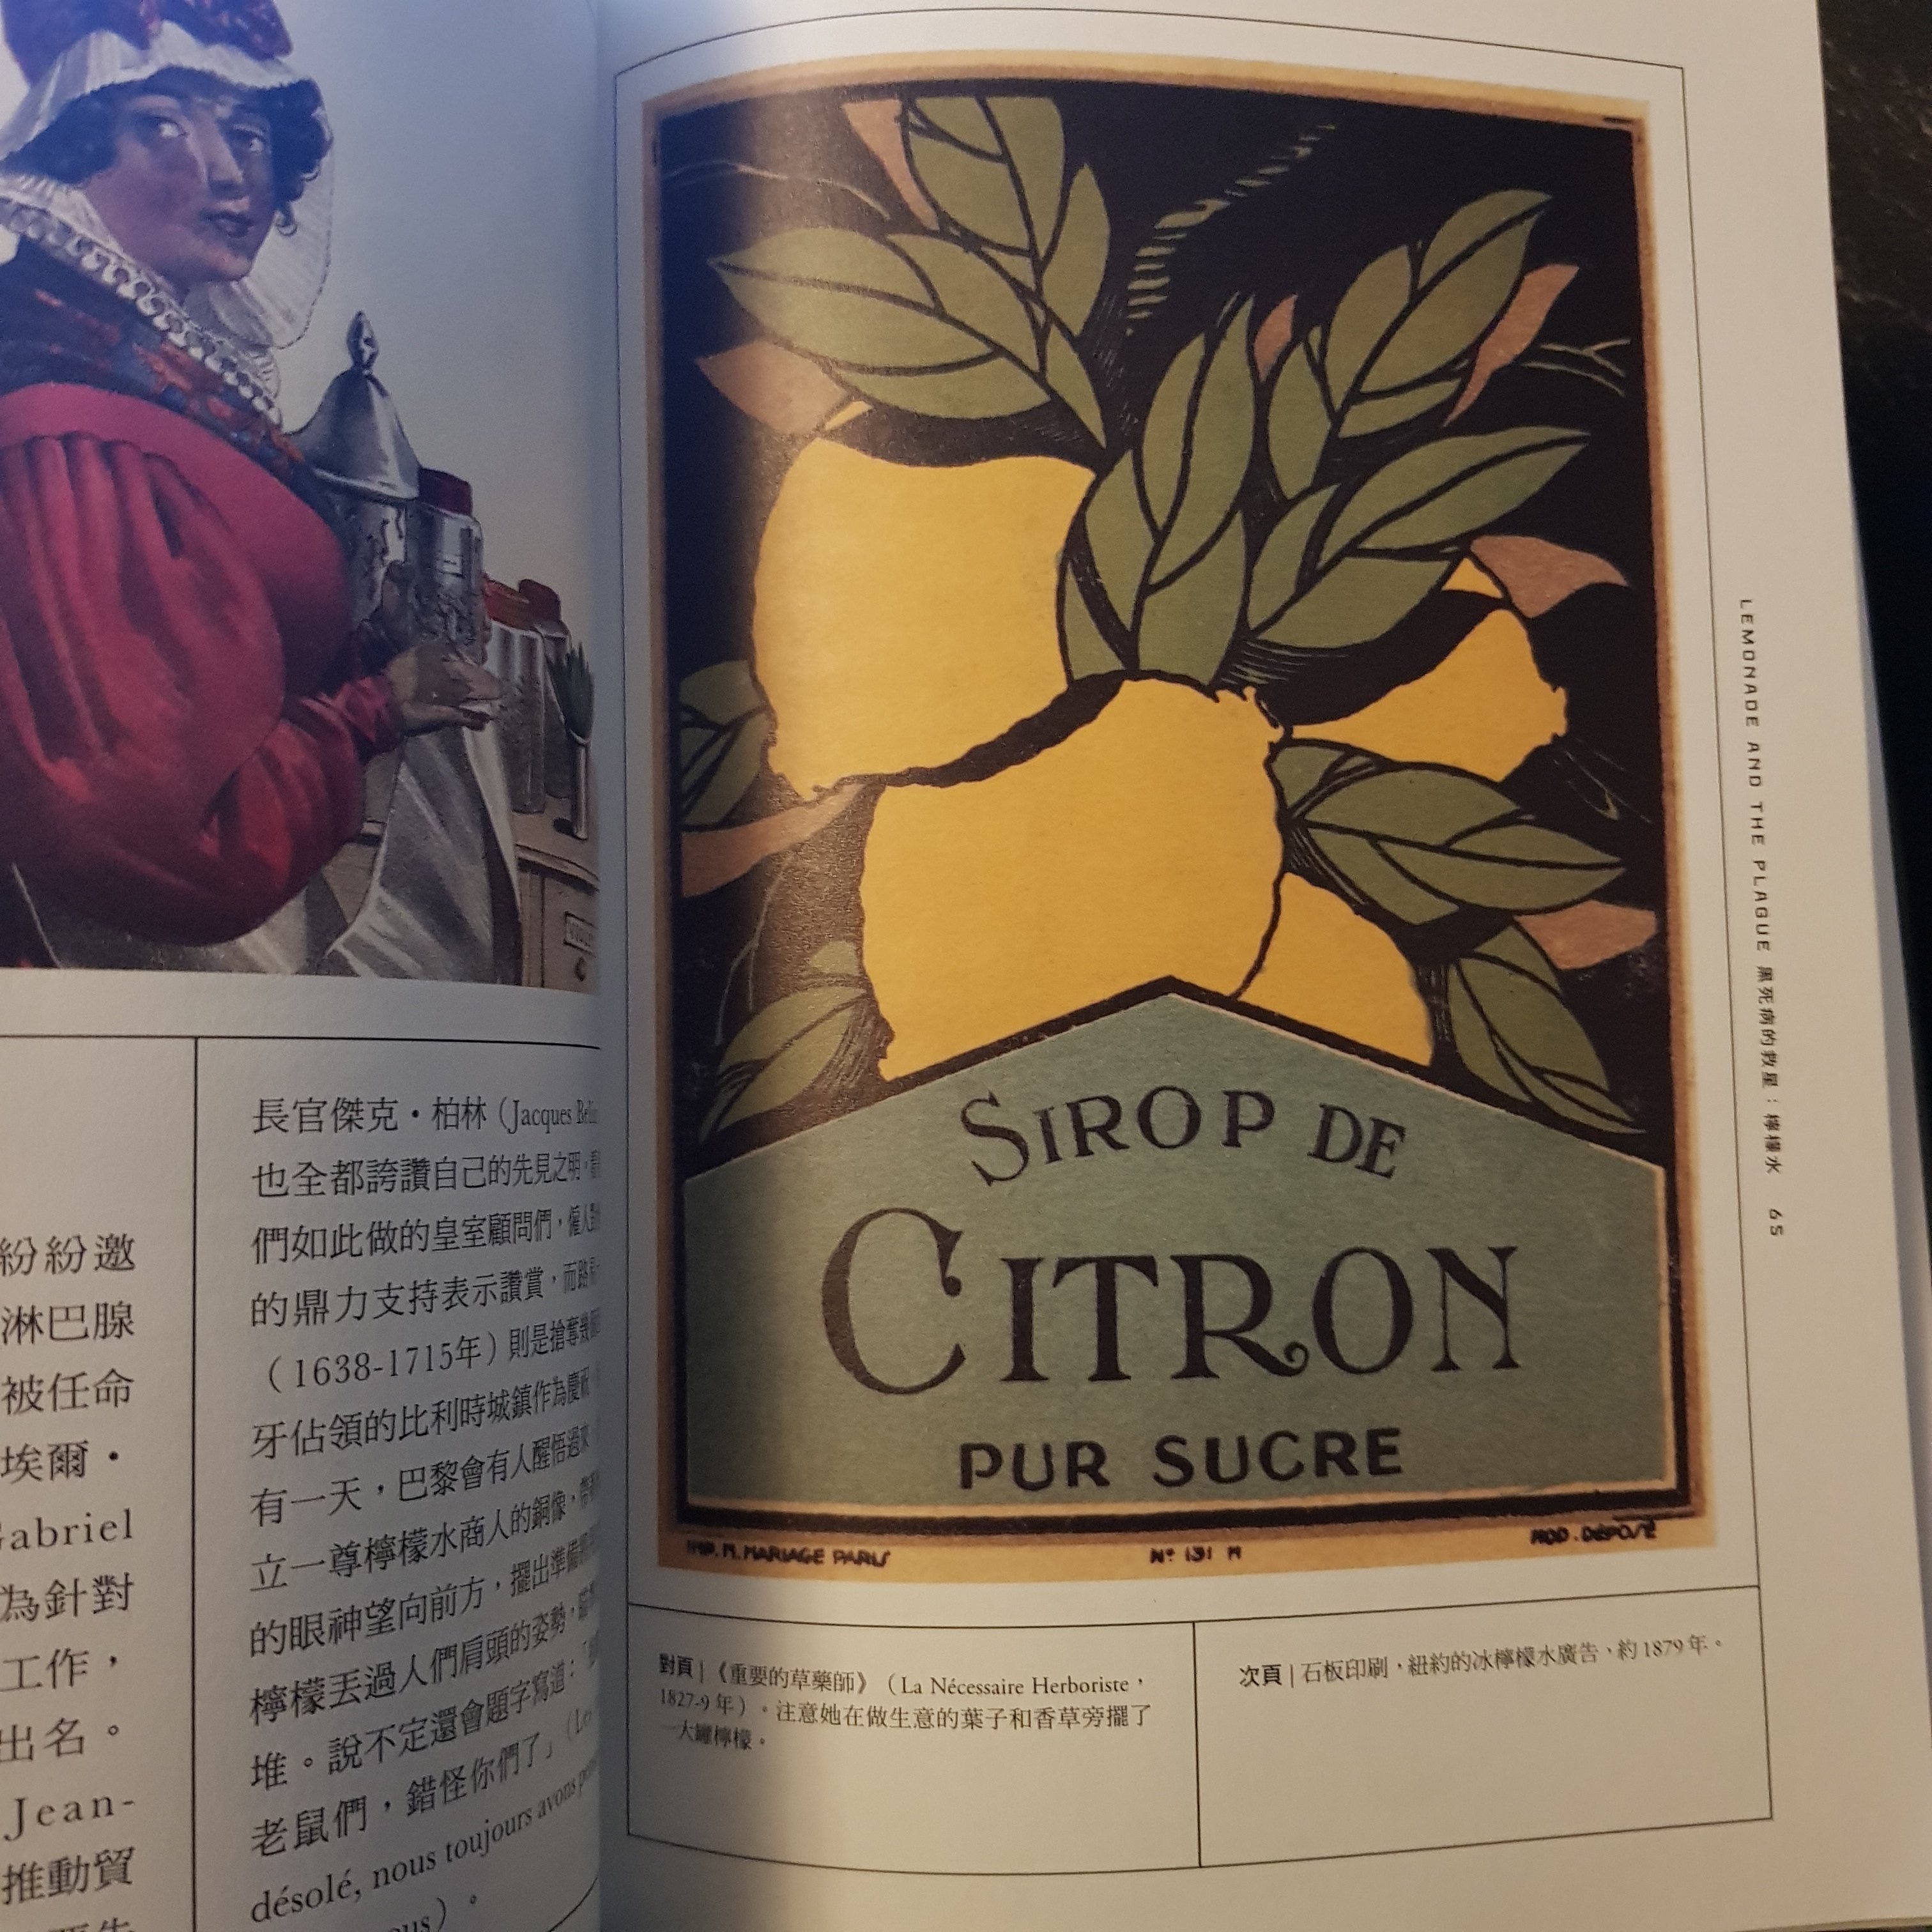 紛紛邀
淋巴腺
被任命
埃爾・
Gabriel
為針對
工作，
出名。
Jean-
推動貿
長官傑克・柏林（Jacques
也全都誇讚自己的先見之明。
們如此做的皇室顧問們，僱人
的鼎力支持表示讚賞，而路
（1638-1715年）則是搶奪
牙佔領的比利時城鎮作為慶祝
有一天，巴黎會有人醒悟過來
立一尊檸檬水商人的銅像，
的眼神望向前方，擺出準備
檸檬丟過人們肩頭的姿勢，
堆。說不定還會題字寫道：「
老鼠們，錯怪你們了」（Les
désolé, nous toujours avons
SIROP DE
CITRON
PUR SUCRE
IMP. M. MARIAGE PARIS
No 131 M
MOD. DÉPOSÉ
對頁 | 《重要的草藥師》（La Nécessaire Herboriste，
1827-9 年）。注意她在做生意的葉子和香草旁擺了
一大罐檸檬。
次頁 | 石板印刷，紐約的冰檸檬水廣告，約 1879 年。
LEMONADE AND THE PLAGUE 黑死病的救星：檸檬水 65